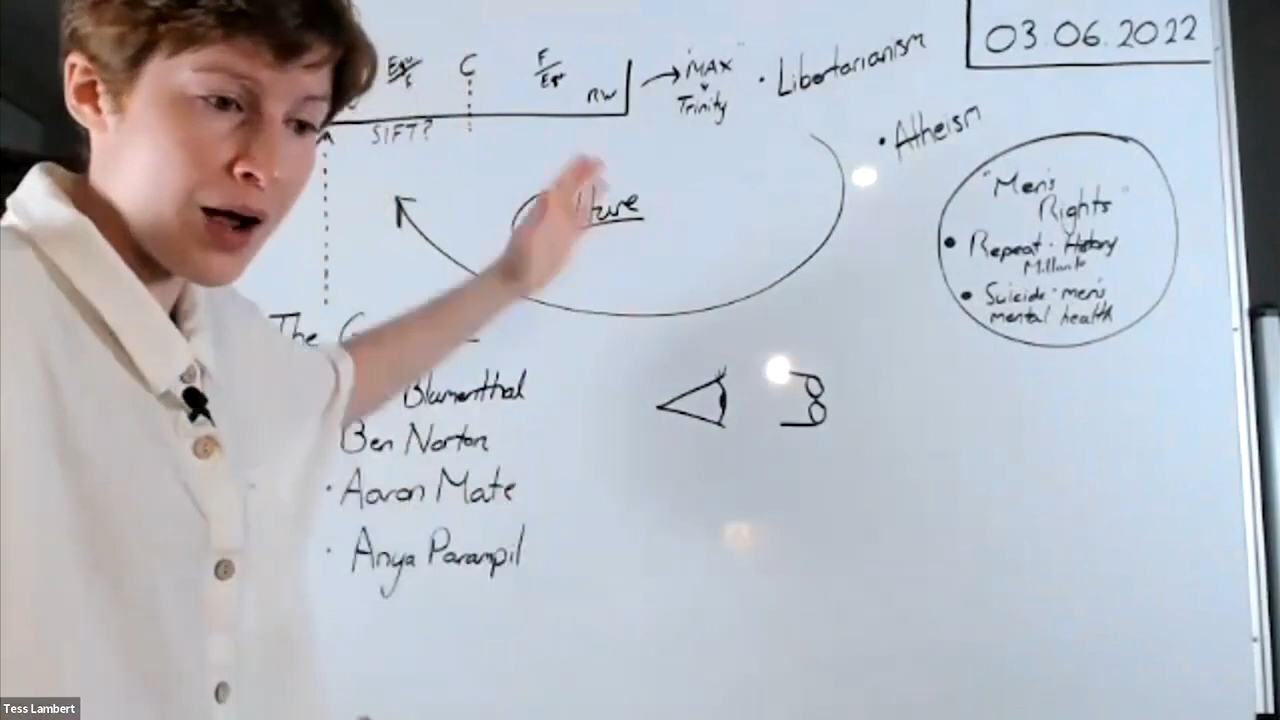 03.06.2022
C
F
RW
"MAX"
Trinity
• Libertarianism
SIFT?
• Atheism
"Men's
Rights"
• Repeat · History
• Suicide · men's
mental health
The G
Blumenthal
Ben Norton
• Aaron Mate
• Anya Parampil
Tess Lambert